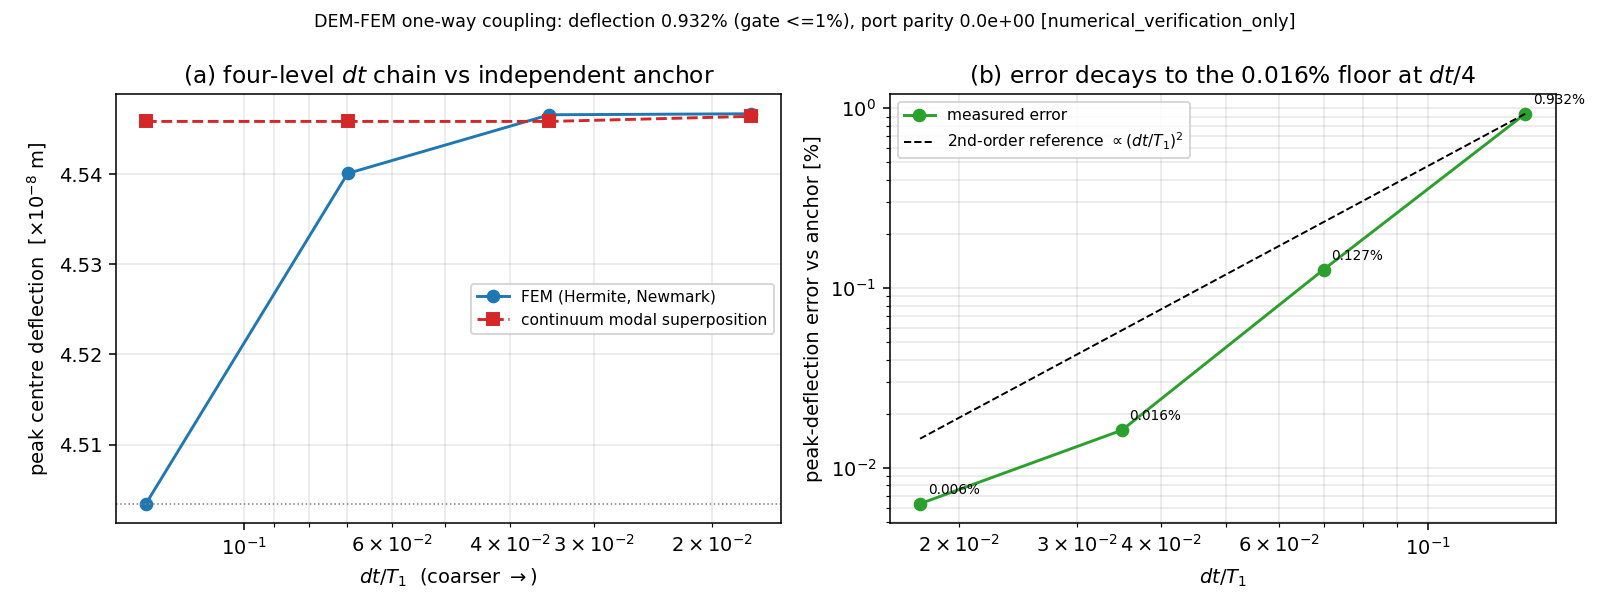 DEM-FEM one-way coupling: deflection 0.932% (gate <=1%), port parity 0.0e+00 [numerical_verification_only]
(a) four-level dt chain vs independent anchor
peak centre deflection [×10⁻⁸ m]
4.54
4.53
4.52
4.51
FEM (Hermite, Newmark)
continuum modal superposition
10⁻¹
6 × 10⁻²
4 × 10⁻²
3 × 10⁻²
2 × 10⁻²
dt/T₁ (coarser →)
(b) error decays to the 0.016% floor at dt/4
peak-deflection error vs anchor [%]
10⁰
10⁻¹
10⁻²
measured error
2nd-order reference ∝ (dt/T₁)²
0.932%
0.127%
0.016%
0.006%
2 × 10⁻²
3 × 10⁻²
4 × 10⁻²
6 × 10⁻²
10⁻¹
dt/T₁